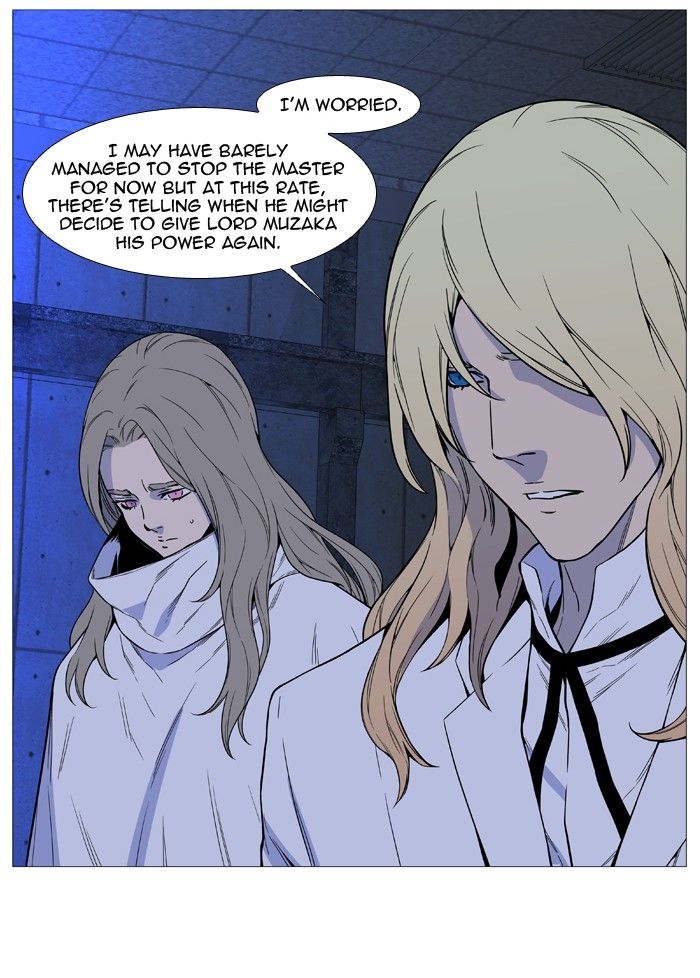 I'M WORRIED.
I MAY HAVE BARELY
MANAGED TO STOP THE MASTER
FOR NOW BUT AT THIS RATE,
THERE'S TELLING WHEN HE MIGHT
DECIDE TO GIVE LORD MUZAKA
HIS POWER AGAIN.